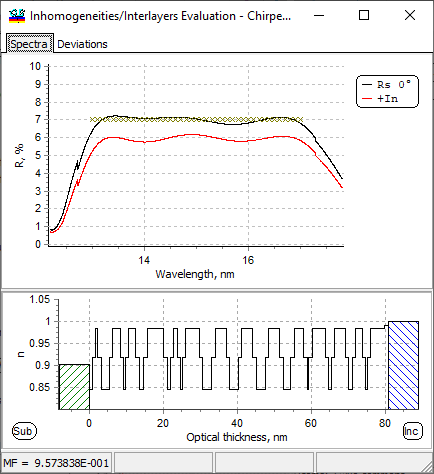 Inhomogeneities/Interlayers Evaluation - Chirpe...
Spectra Deviations
10
9
8
7
6
5
4
3
2
1
0
R, %
Rs 0°
+In
14 16
Wavelength, nm
1.05
1
0.95
0.9
0.85
n
0 20 40 60 80
Sub Optical thickness, nm Inc
MF = 9.573838E-001